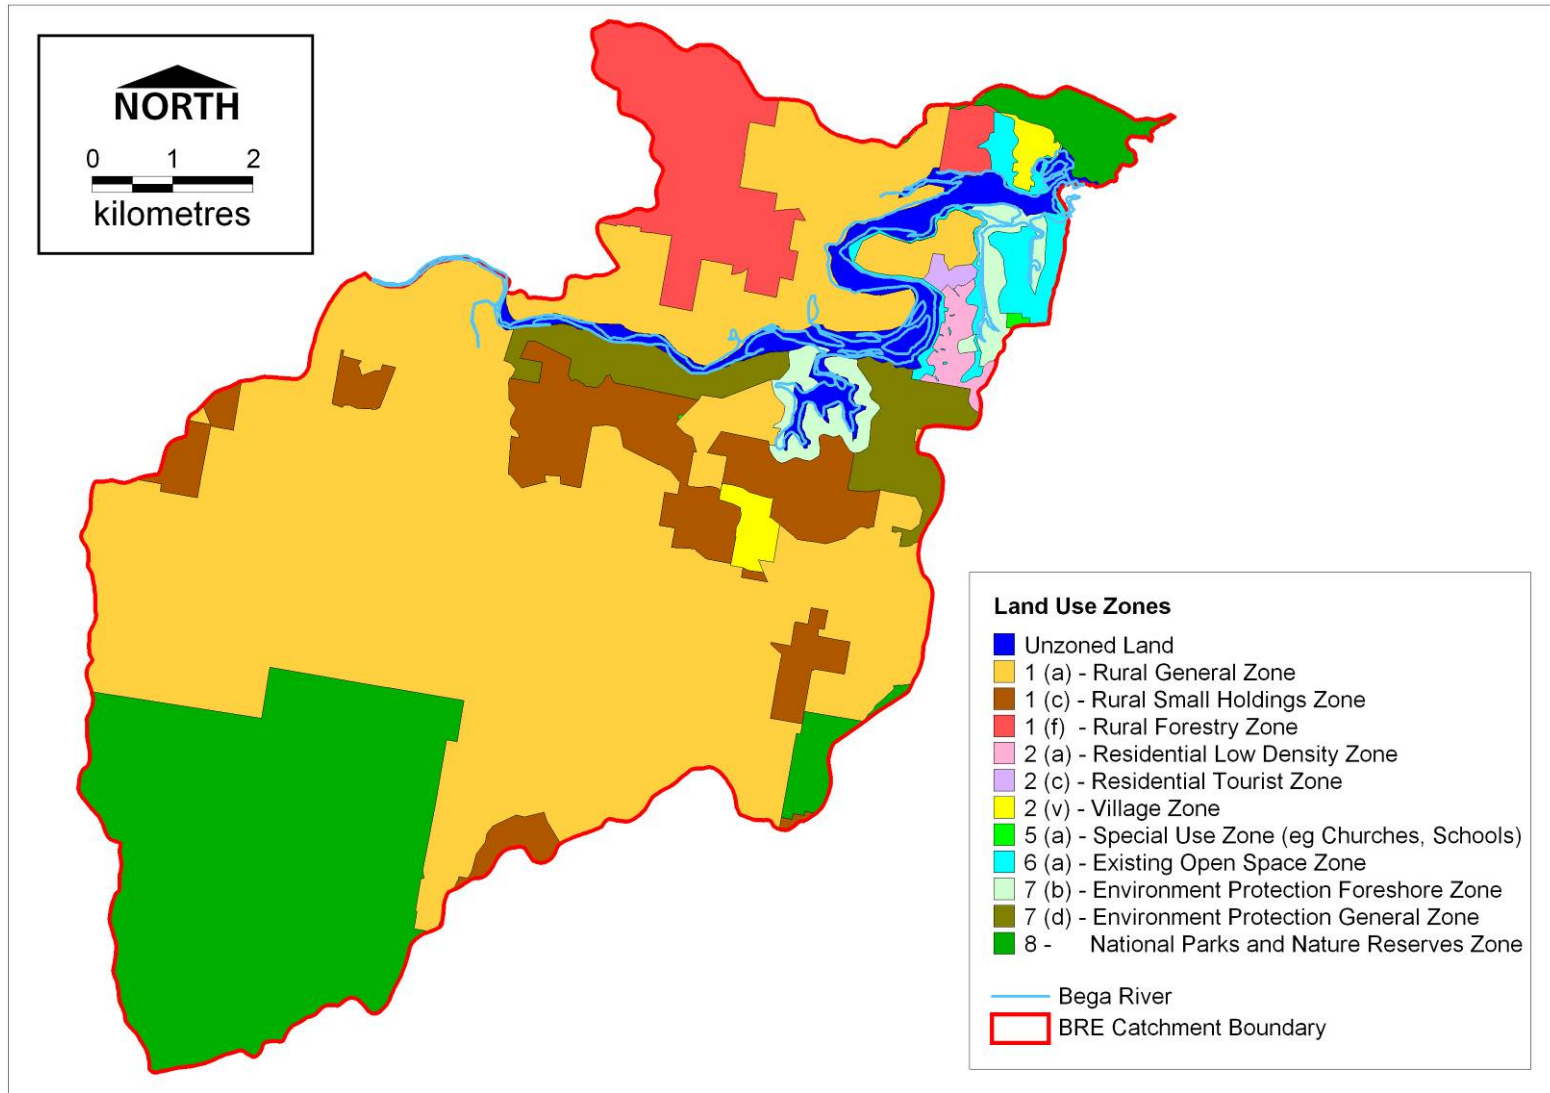 NORTH
0 1 2
kilometres
Land Use Zones
Unzoned Land
1 (a) - Rural General Zone
1 (c) - Rural Small Holdings Zone
1 (f) - Rural Forestry Zone
2 (a) - Residential Low Density Zone
2 (c) - Residential Tourist Zone
2 (v) - Village Zone
5 (a) - Special Use Zone (eg Churches, Schools)
6 (a) - Existing Open Space Zone
7 (b) - Environment Protection Foreshore Zone
7 (d) - Environment Protection General Zone
8 - National Parks and Nature Reserves Zone
Bega River
BRE Catchment Boundary